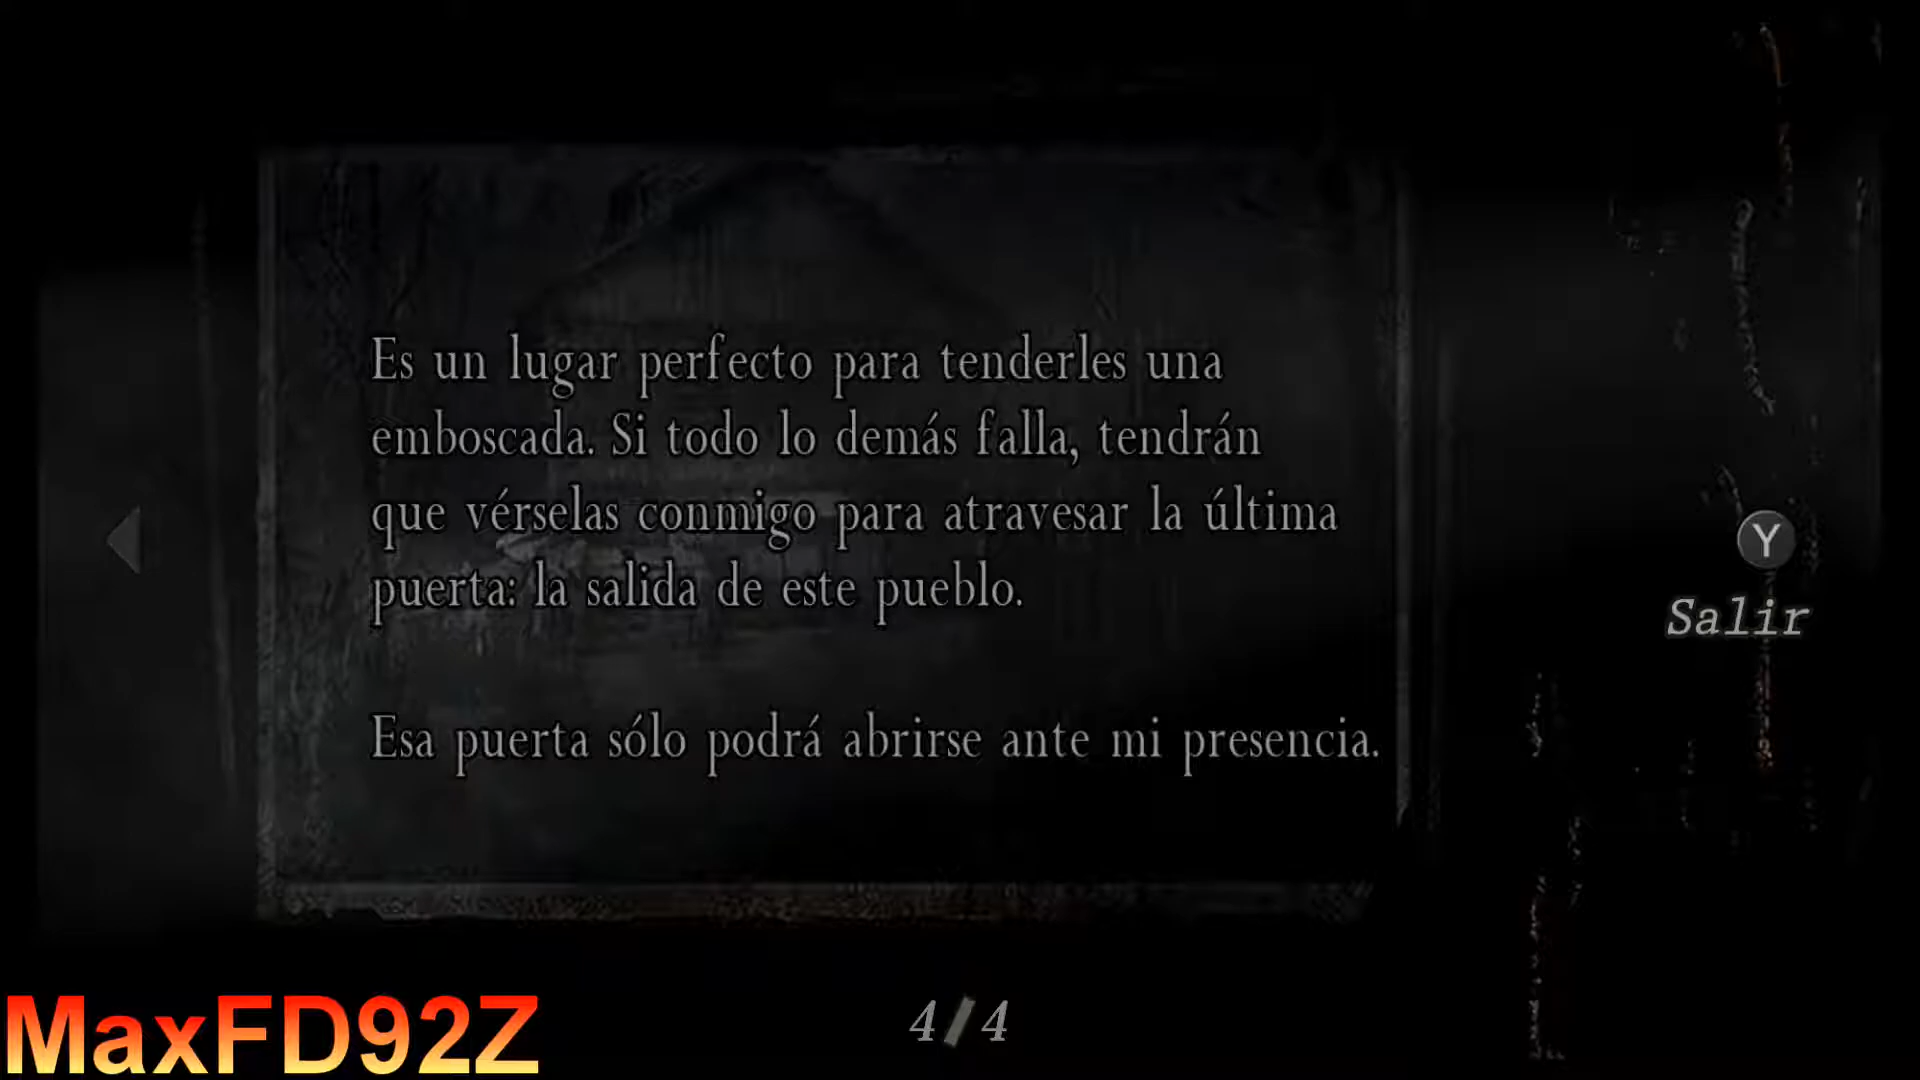 Es un lugar perfecto para tenderles una
emboscada. Si todo lo demás falla, tendrán
que vérselas conmigo para atravesar la última
puerta: la salida de este pueblo.
Esa puerta sólo podrá abrirse ante mi presencia.
Y
Salir
4/4
MaxFD92Z